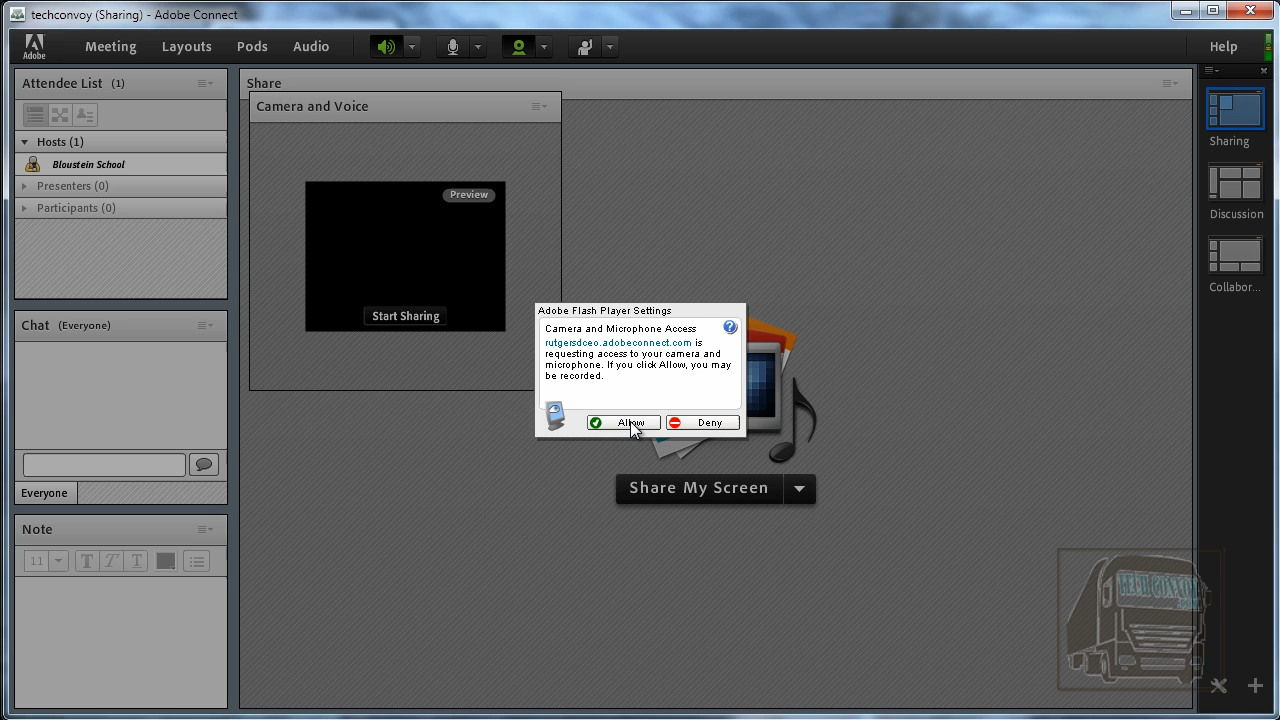 techconvoy (Sharing) - Adobe Connect
Adobe
Meeting
Layouts
Pods
Audio
Help
Attendee List (1)
Hosts (1)
Bloustein School
Presenters (0)
Participants (0)
Chat (Everyone)
Everyone
Note
11
T
T
T
Share
Camera and Voice
Preview
Start Sharing
Adobe Flash Player Settings
Camera and Microphone Access
rutgersdceo.adobeconnect.com is
requesting access to your camera and
microphone. If you click Allow, you may
be recorded.
Allow
Deny
Share My Screen
Sharing
Discussion
Collabor...
TECH CONVOY
.com